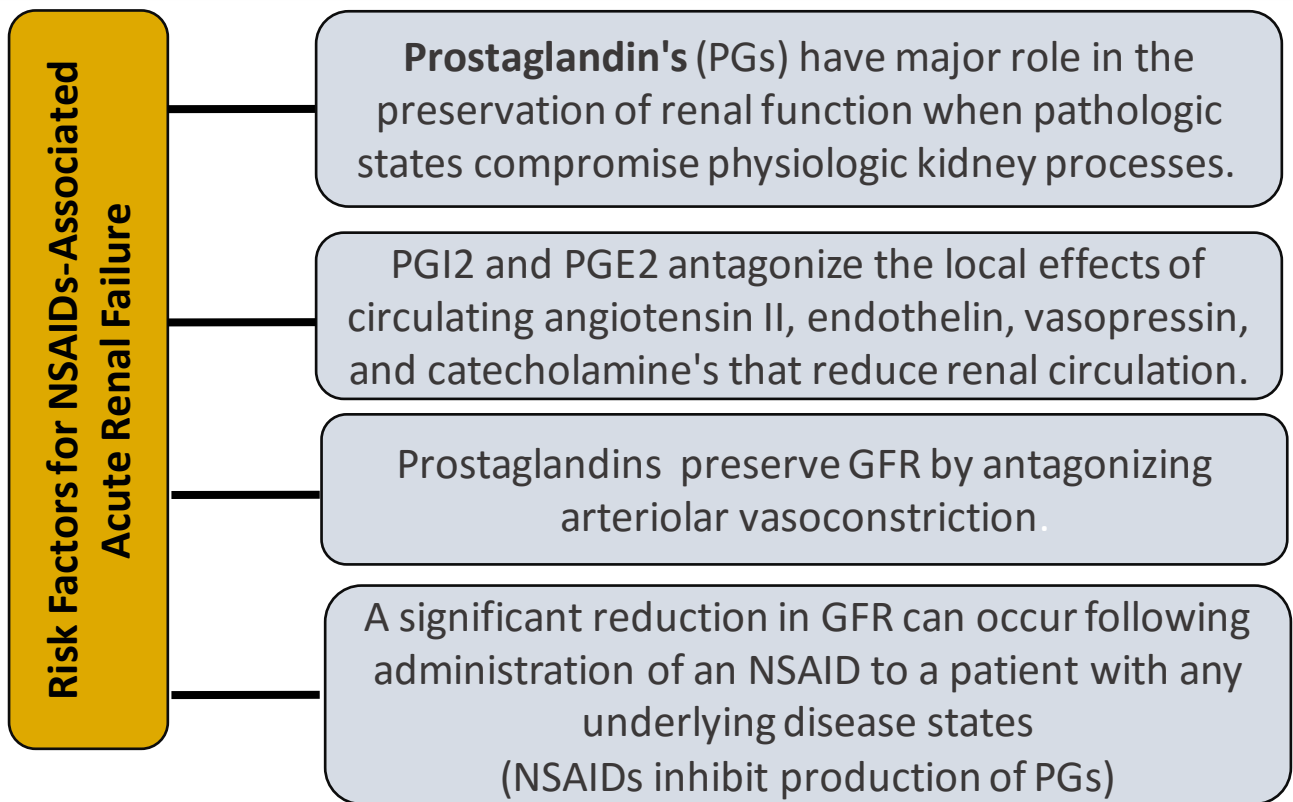 Risk Factors for NSAIDs-Associated
Acute Renal Failure
Prostaglandin's (PGs) have major role in the
preservation of renal function when pathologic
states compromise physiologic kidney processes.
PGI2 and PGE2 antagonize the local effects of
circulating angiotensin II, endothelin, vasopressin,
and catecholamine's that reduce renal circulation.
Prostaglandins preserve GFR by antagonizing
arteriolar vasoconstriction.
A significant reduction in GFR can occur following
administration of an NSAID to a patient with any
underlying disease states
(NSAIDs inhibit production of PGs)